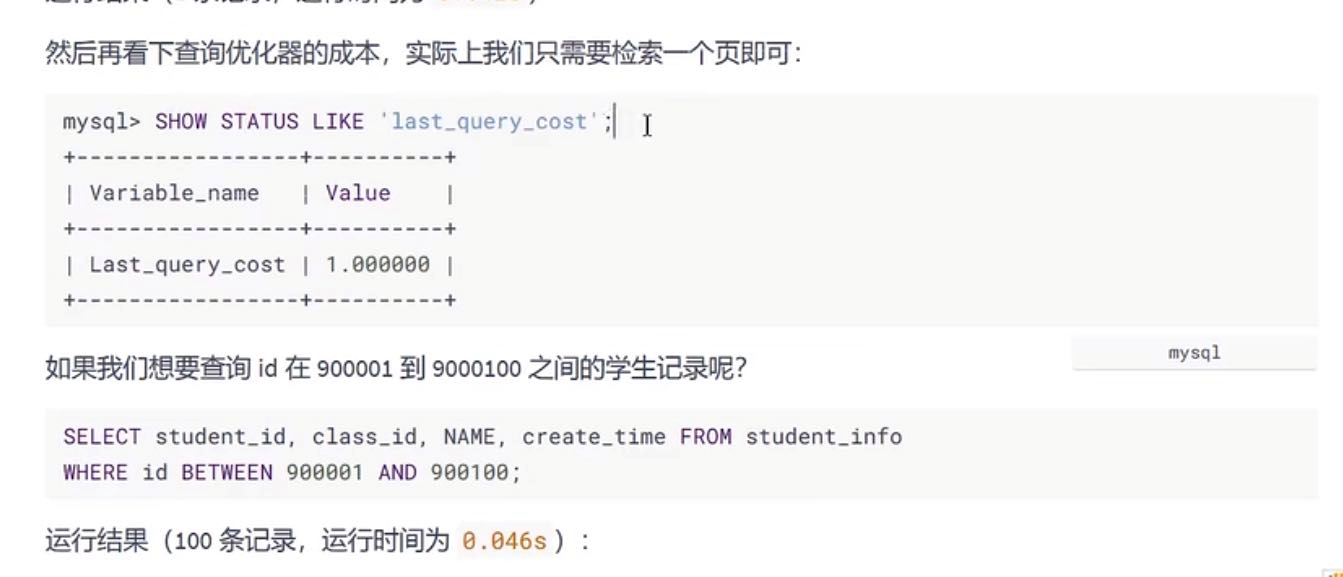 然后再看下查询优化器的成本，实际上我们只需要检索一个页即可：
mysql> SHOW STATUS LIKE 'last_query_cost';
+-----------------+----------+
| Variable_name   | Value    |
+-----------------+----------+
| Last_query_cost | 1.000000 |
+-----------------+----------+
mysql
如果我们想要查询 id 在 900001 到 9000100 之间的学生记录呢？
SELECT student_id, class_id, NAME, create_time FROM student_info
WHERE id BETWEEN 900001 AND 900100;
运行结果（100 条记录，运行时间为 0.046s ）：